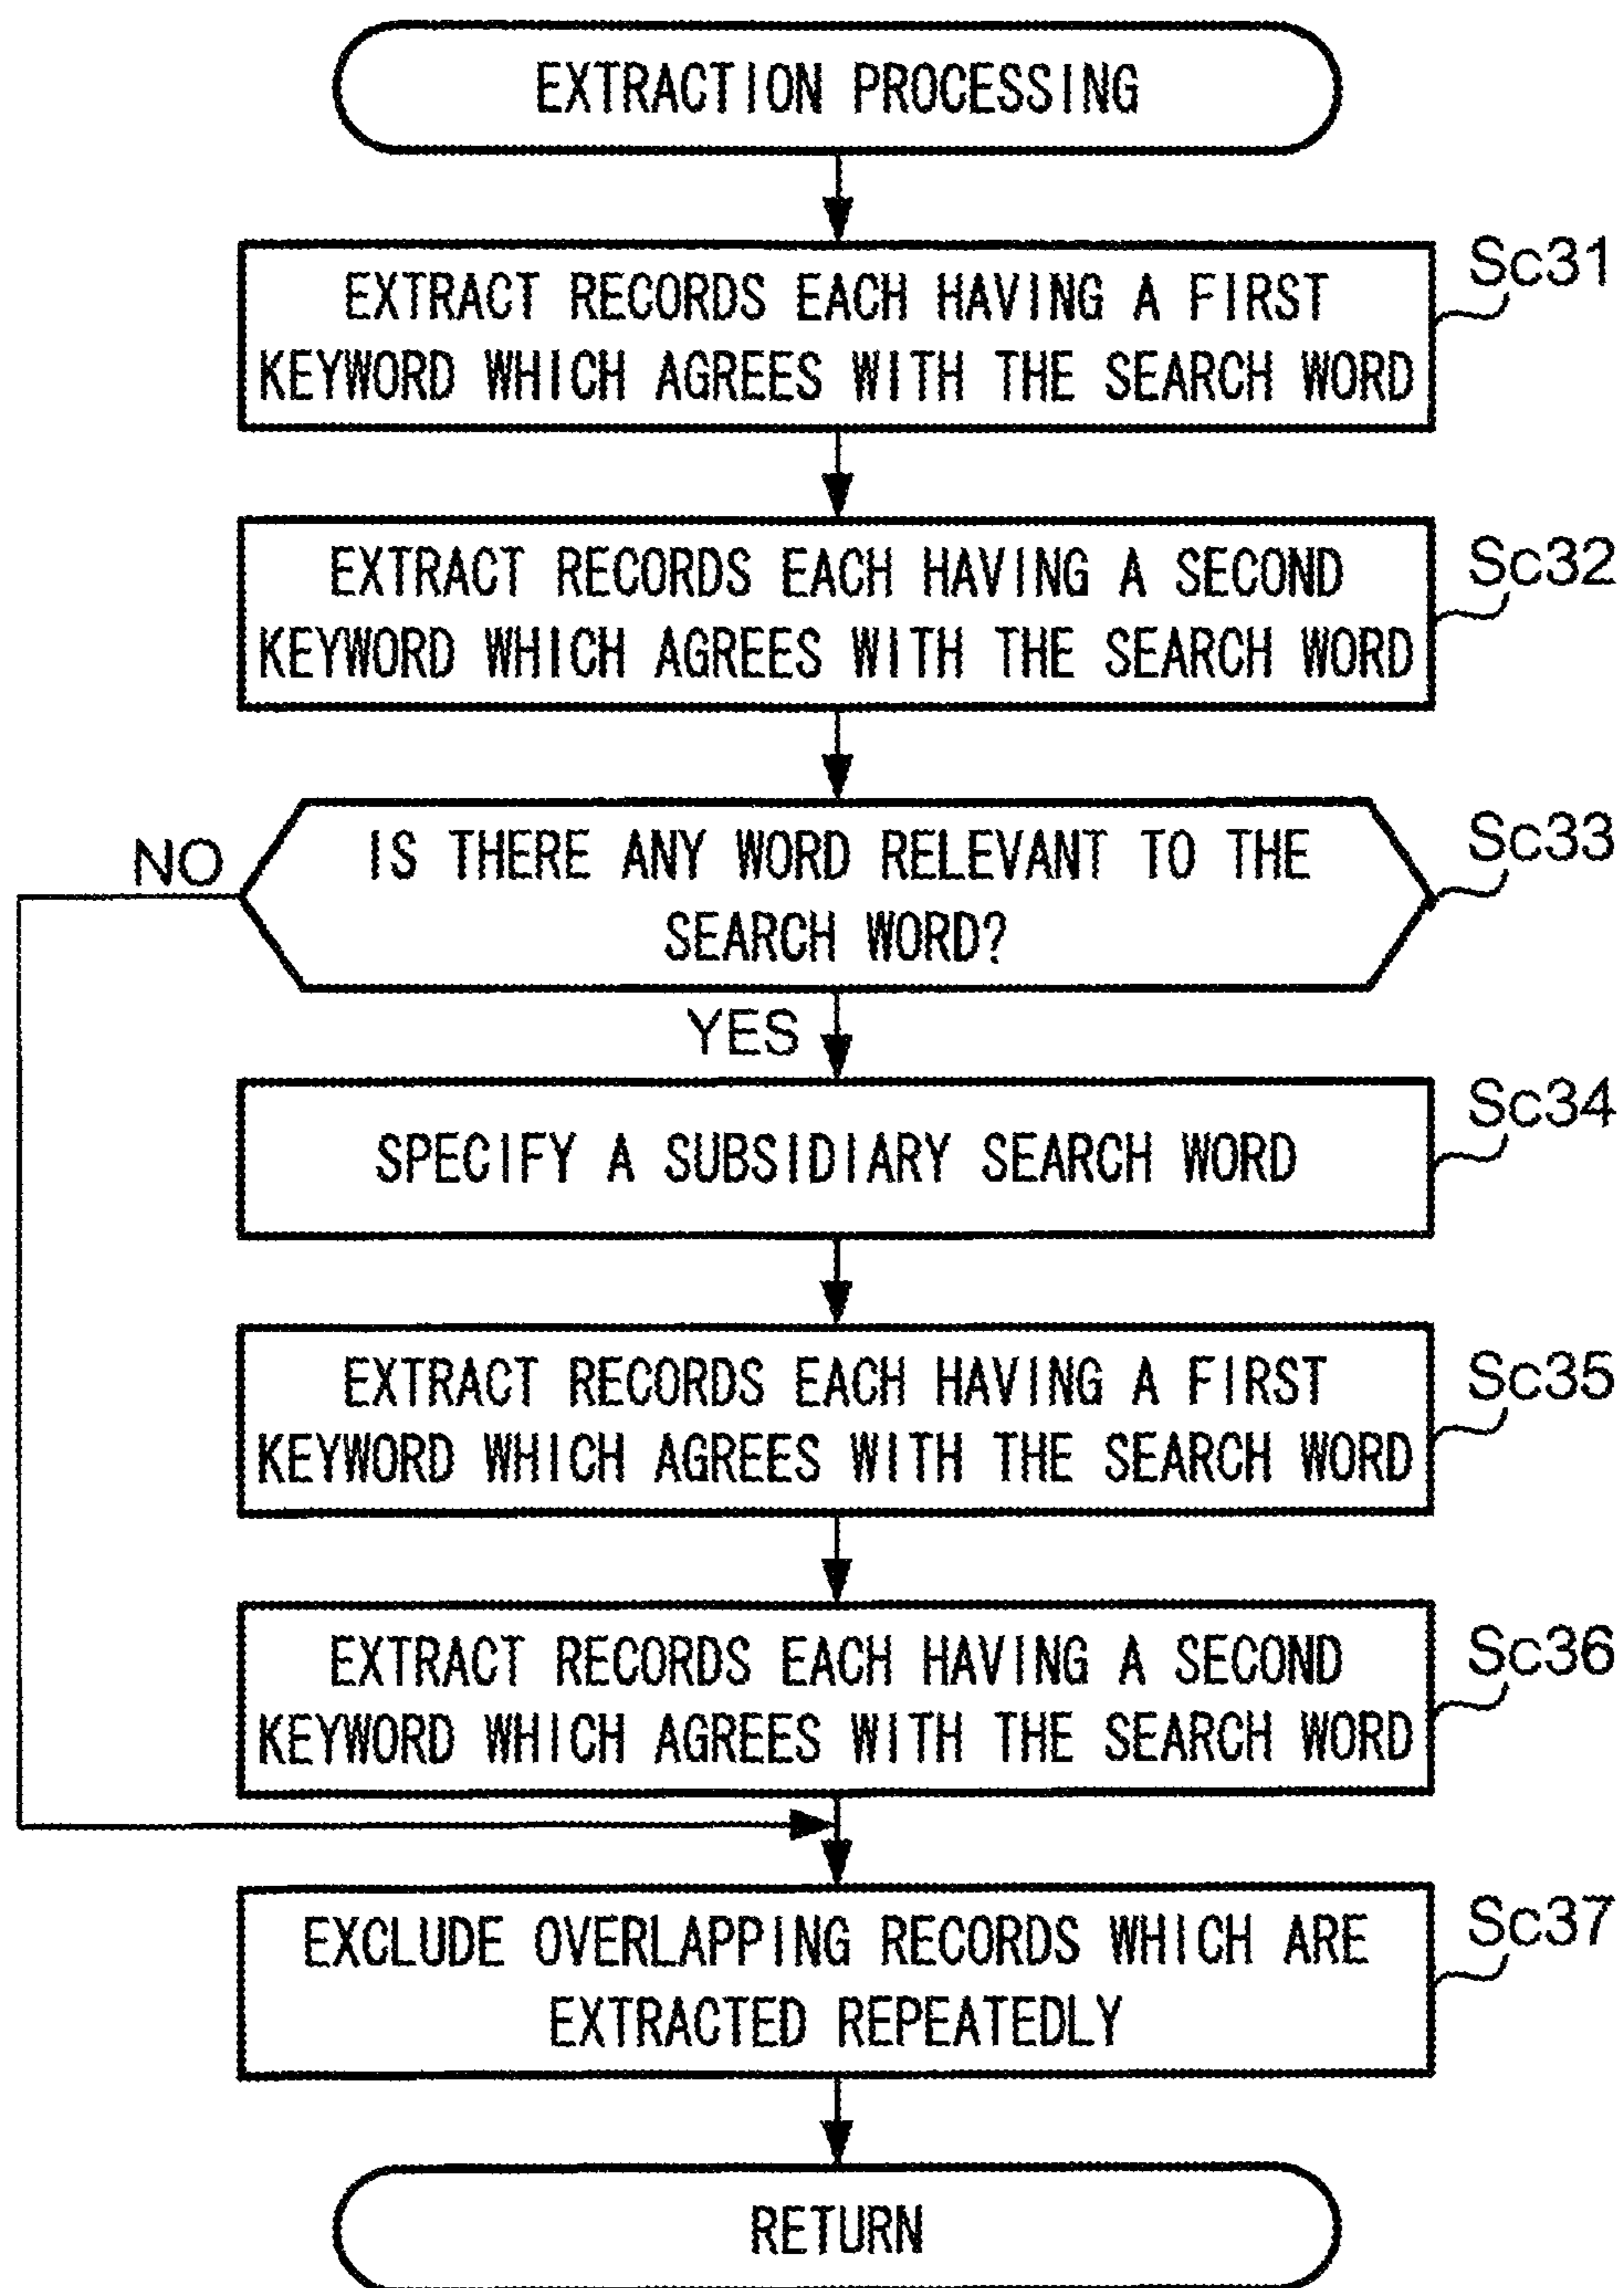 EXTRACTION PROCESSING
Sc31
EXTRACT RECORDS EACH HAVING A FIRST
KEYWORD WHICH AGREES WITH THE SEARCH WORD
Sc32
EXTRACT RECORDS EACH HAVING A SECOND
KEYWORD WHICH AGREES WITH THE SEARCH WORD
Sc33
NO
IS THERE ANY WORD RELEVANT TO THE
SEARCH WORD?
YES
Sc34
SPECIFY A SUBSIDIARY SEARCH WORD
Sc35
EXTRACT RECORDS EACH HAVING A FIRST
KEYWORD WHICH AGREES WITH THE SEARCH WORD
Sc36
EXTRACT RECORDS EACH HAVING A SECOND
KEYWORD WHICH AGREES WITH THE SEARCH WORD
Sc37
EXCLUDE OVERLAPPING RECORDS WHICH ARE
EXTRACTED REPEATEDLY
RETURN